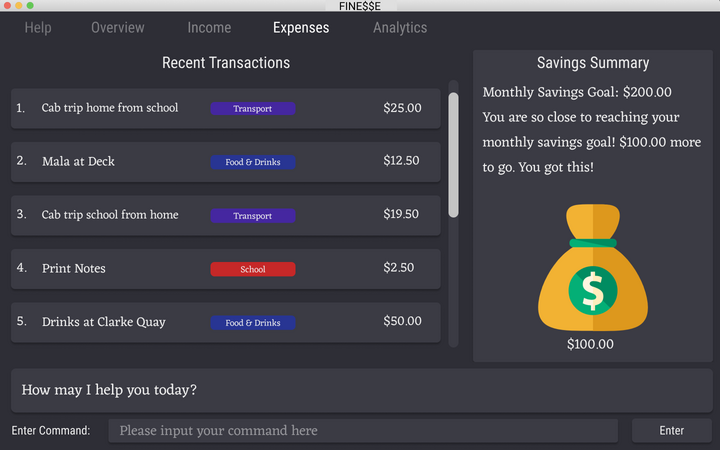 FINE$$E
Help Overview Income Expenses Analytics
Recent Transactions
1. Cab trip home from school Transport $25.00
2. Mala at Deck Food & Drinks $12.50
3. Cab trip school from home Transport $19.50
4. Print Notes School $2.50
5. Drinks at Clarke Quay Food & Drinks $50.00
Savings Summary
Monthly Savings Goal: $200.00
You are so close to reaching your
monthly savings goal! $100.00 more
to go. You got this!
$
$100.00
How may I help you today?
Enter Command: Please input your command here Enter